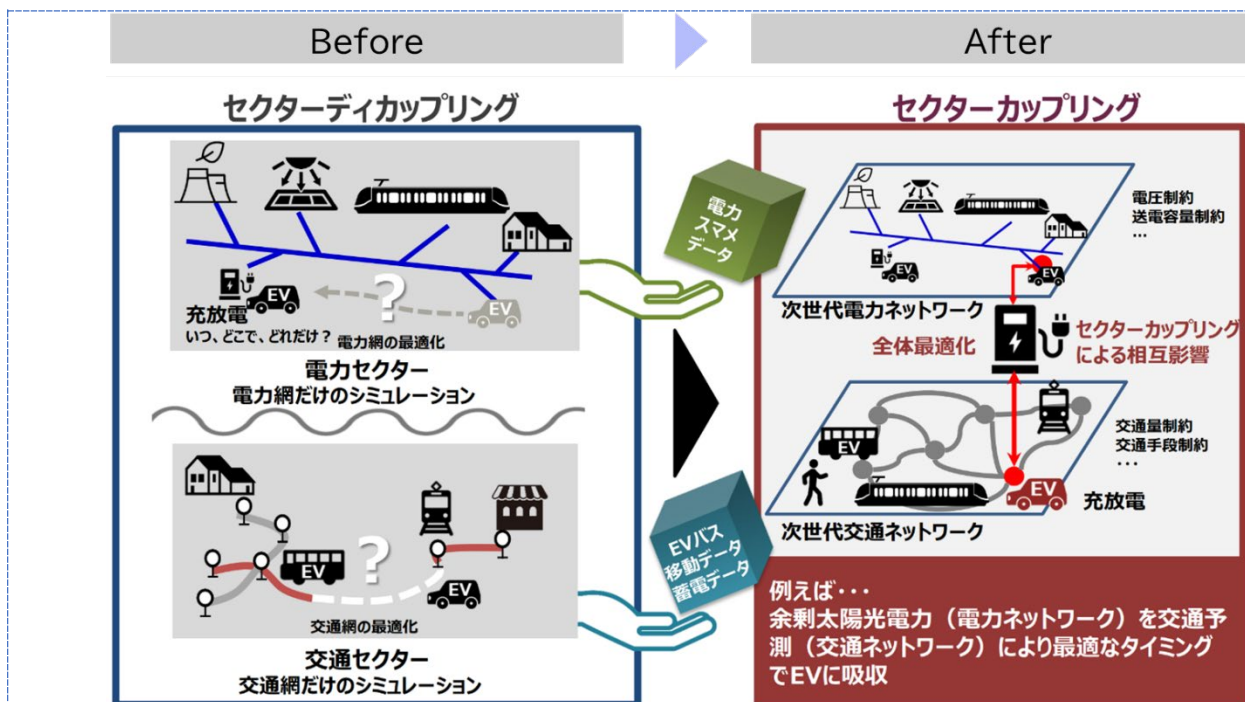 Before
After
セクターディカップリング
EV
?
EV
充放電
いつ、どこで、どれだけ？
電力網の最適化
電力セクター
電力網だけのシミュレーション
EV
?
EV
交通網の最適化
交通セクター
交通網だけのシミュレーション
電力
スマメ
データ
EVバス
移動データ
蓄電データ
セクターカップリング
電圧制約
送電容量制約
…
EV
次世代電力ネットワーク
全体最適化
セクターカップリング
による相互影響
EV
交通量制約
交通手段制約
…
EV
充放電
次世代交通ネットワーク
例えば・・・
余剰太陽光電力（電力ネットワーク）を交通予
測（交通ネットワーク）により最適なタイミング
でEVに吸収